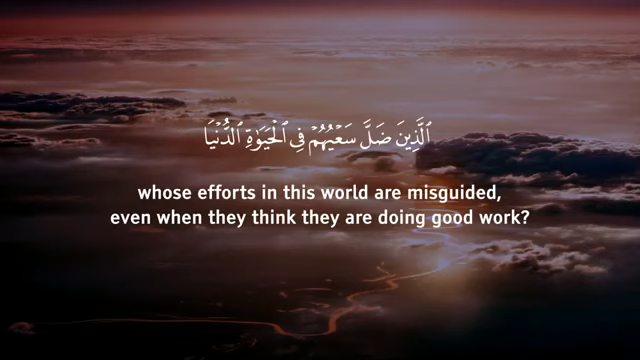 ٱلَّذِينَ ضَلَّ سَعۡيُهُمۡ فِي ٱلۡحَيَوٰةِ ٱلدُّنۡيَا
whose efforts in this world are misguided,
even when they think they are doing good work?